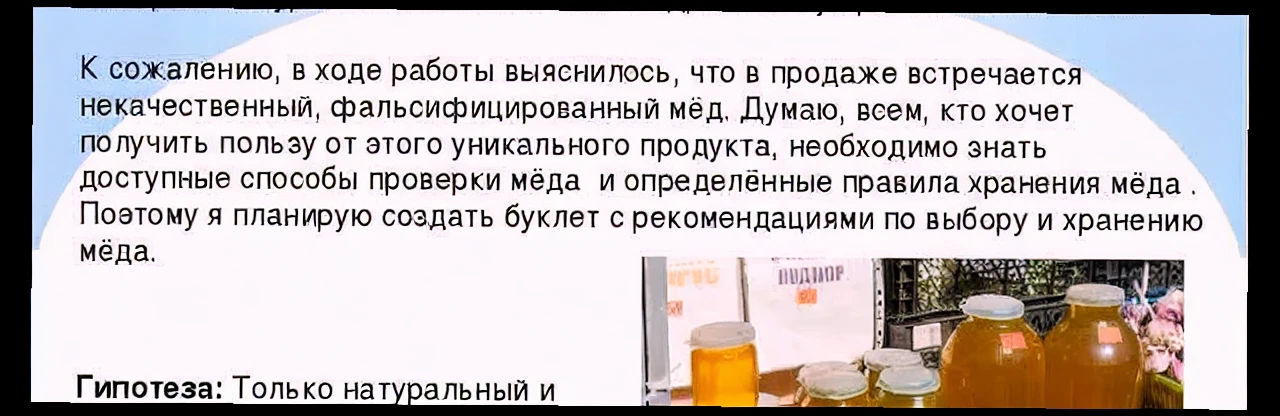 К сожалению, в ходе работы выяснилось, что в продаже встречается
некачественный, фальсифицированный мёд. Думаю, всем, кто хочет
получить пользу от этого уникального продукта, необходимо знать
доступные способы проверки мёда и определённые правила хранения мёда .
Поэтому я планирую создать буклет с рекомендациями по выбору и хранению
мёда.
ПОДМОР
Гипотеза: Только натуральный и